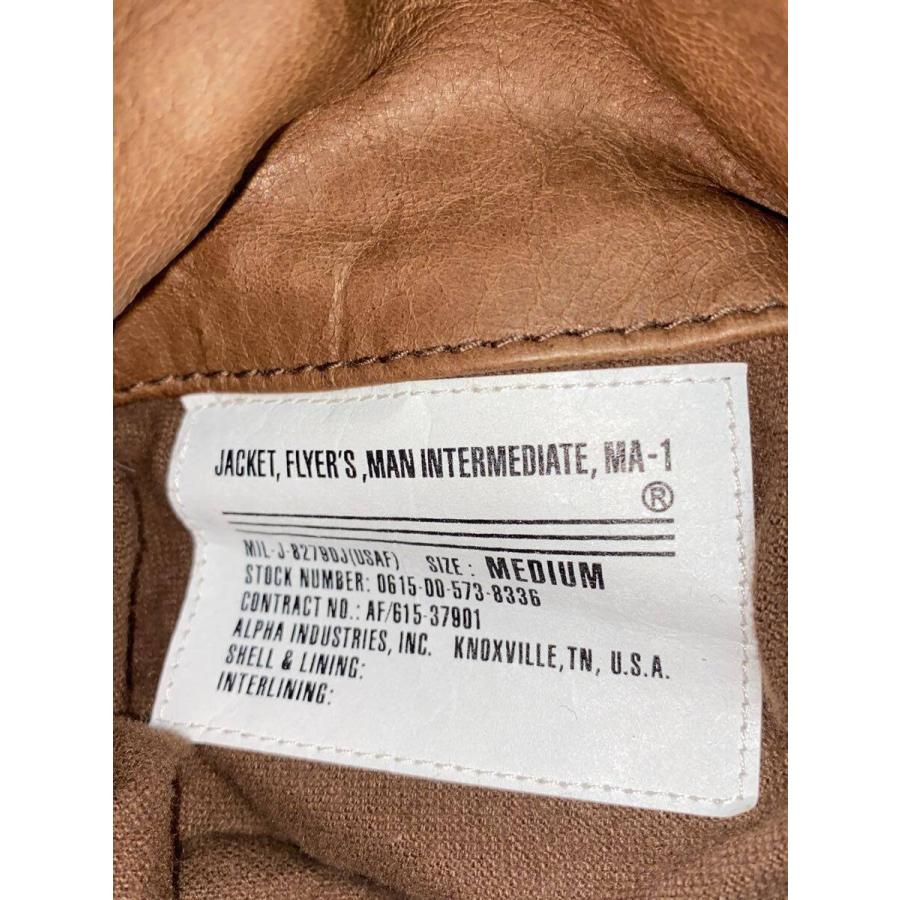 JACKET, FLYER'S ,MAN INTERMEDIATE, MA-1
®
MIL-J-8279DJ(USAF) SIZE : MEDIUM
STOCK NUMBER: 0615-00-573-8336
CONTRACT NO.: AF/615-37901
ALPHA INDUSTRIES, INC. KNOXVILLE,TN, U.S.A.
SHELL & LINING:
INTERLINING: